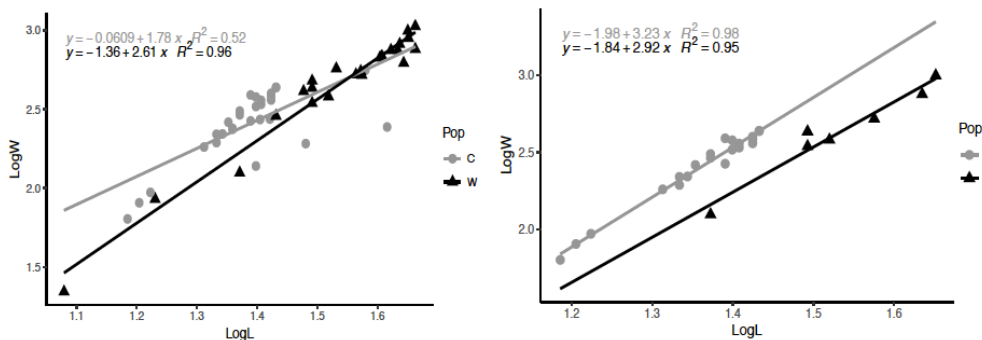 y = −0.0609 + 1.78 x R² = 0.52
y = −1.36 + 2.61 x R² = 0.96
3.0
2.5
2.0
1.5
LogW
1.1
1.2
1.3
1.4
1.5
1.6
LogL
Pop
C
W
y = −1.98 + 3.23 x R² = 0.98
y = −1.84 + 2.92 x R² = 0.95
3.0
2.5
2.0
LogW
1.2
1.3
1.4
1.5
1.6
LogL
Pop